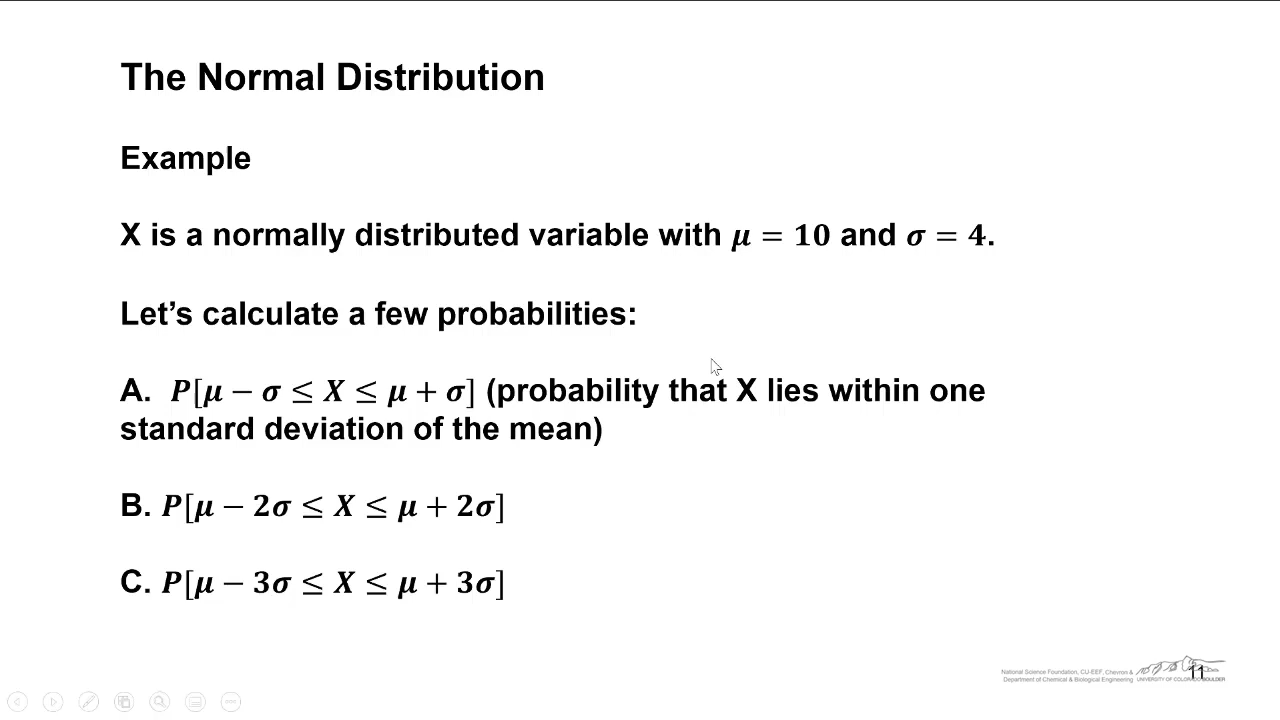 The Normal Distribution
Example
X is a normally distributed variable with μ = 10 and σ = 4.
Let’s calculate a few probabilities:
A. P[μ − σ ≤ X ≤ μ + σ] (probability that X lies within one
standard deviation of the mean)
B. P[μ − 2σ ≤ X ≤ μ + 2σ]
C. P[μ − 3σ ≤ X ≤ μ + 3σ]
National Science Foundation, CU-EEF, Chevron &
Department of Chemical & Biological Engineering
UNIVERSITY OF COLORADO BOULDER
11